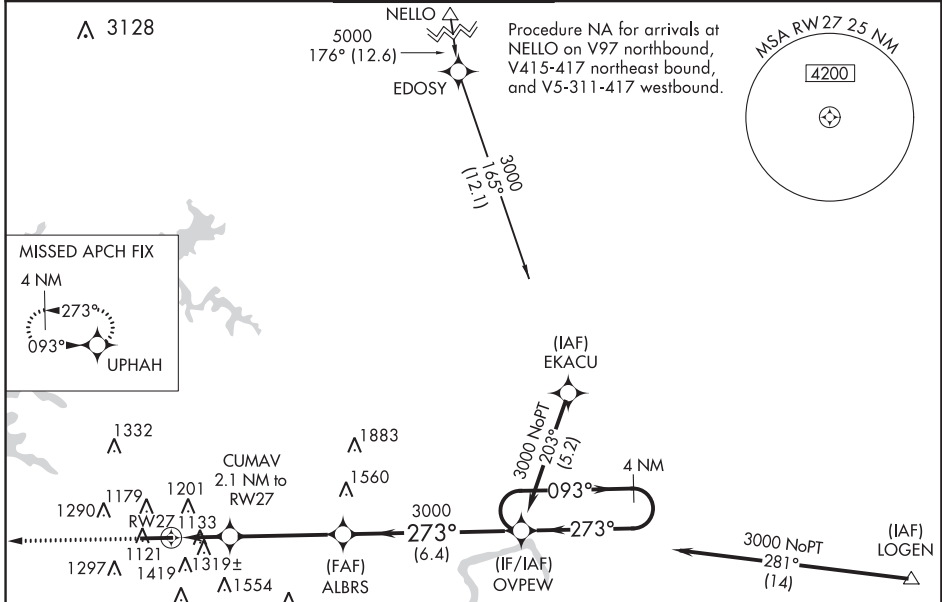 3128
NELLO
5000
176° (12.6)
EDOSY
Procedure NA for arrivals at
NELLO on V97 northbound,
V415-417 northeast bound,
and V5-311-417 westbound.
MSA RW27 25 NM
4200
3000
165°
(12.1)
MISSED APCH FIX
4 NM
273°
093°
UPHAH
(IAF)
EKACU
3000 NoPT
203°
(5.2)
4 NM
093°
273°
1332
1883
CUMAV
2.1 NM to
RW27
1560
1290
1179
1201
RW27
1133
3000
273°
(6.4)
1121
1297
1419
1319±
1554
(FAF)
ALBRS
(IF/IAF)
OVPEW
3000 NoPT
281°
(14)
(IAF)
LOGEN